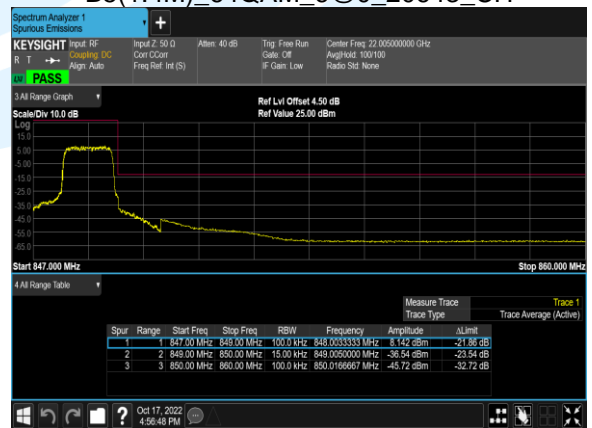 Spectrum Analyzer 1
Spurious Emissions
KEYSIGHT Input: RF Input Z: 50 Ω Atten: 40 dB Trig: Free Run Center Freq: 22.005000000 GHz
R T Coupling: DC Corr CCorr Gate: Off Avg|Hold: 100/100
Align: Auto Freq Ref: Int (S) IF Gain: Low Radio Std: None
PASS
3 All Range Graph
Ref Lvl Offset 4.50 dB
Scale/Div 10.0 dB Ref Value 25.00 dBm
Log
15.0
5.00
-5.00
-15.0
-25.0
-35.0
-45.0
-55.0
-65.0
Start 847.000 MHz Stop 860.000 MHz
4 All Range Table
Measure Trace Trace 1
Trace Type Trace Average (Active)
Spur Range Start Freq Stop Freq RBW Frequency Amplitude ΔLimit
1 1 847.00 MHz 849.00 MHz 100.0 kHz 848.0033333 MHz 8.142 dBm -21.86 dB
2 2 849.00 MHz 850.00 MHz 15.00 kHz 849.0050000 MHz -36.54 dBm -23.54 dB
3 3 850.00 MHz 860.00 MHz 100.0 kHz 850.0166667 MHz -45.72 dBm -32.72 dB
? Oct 17, 2022
4:56:48 PM